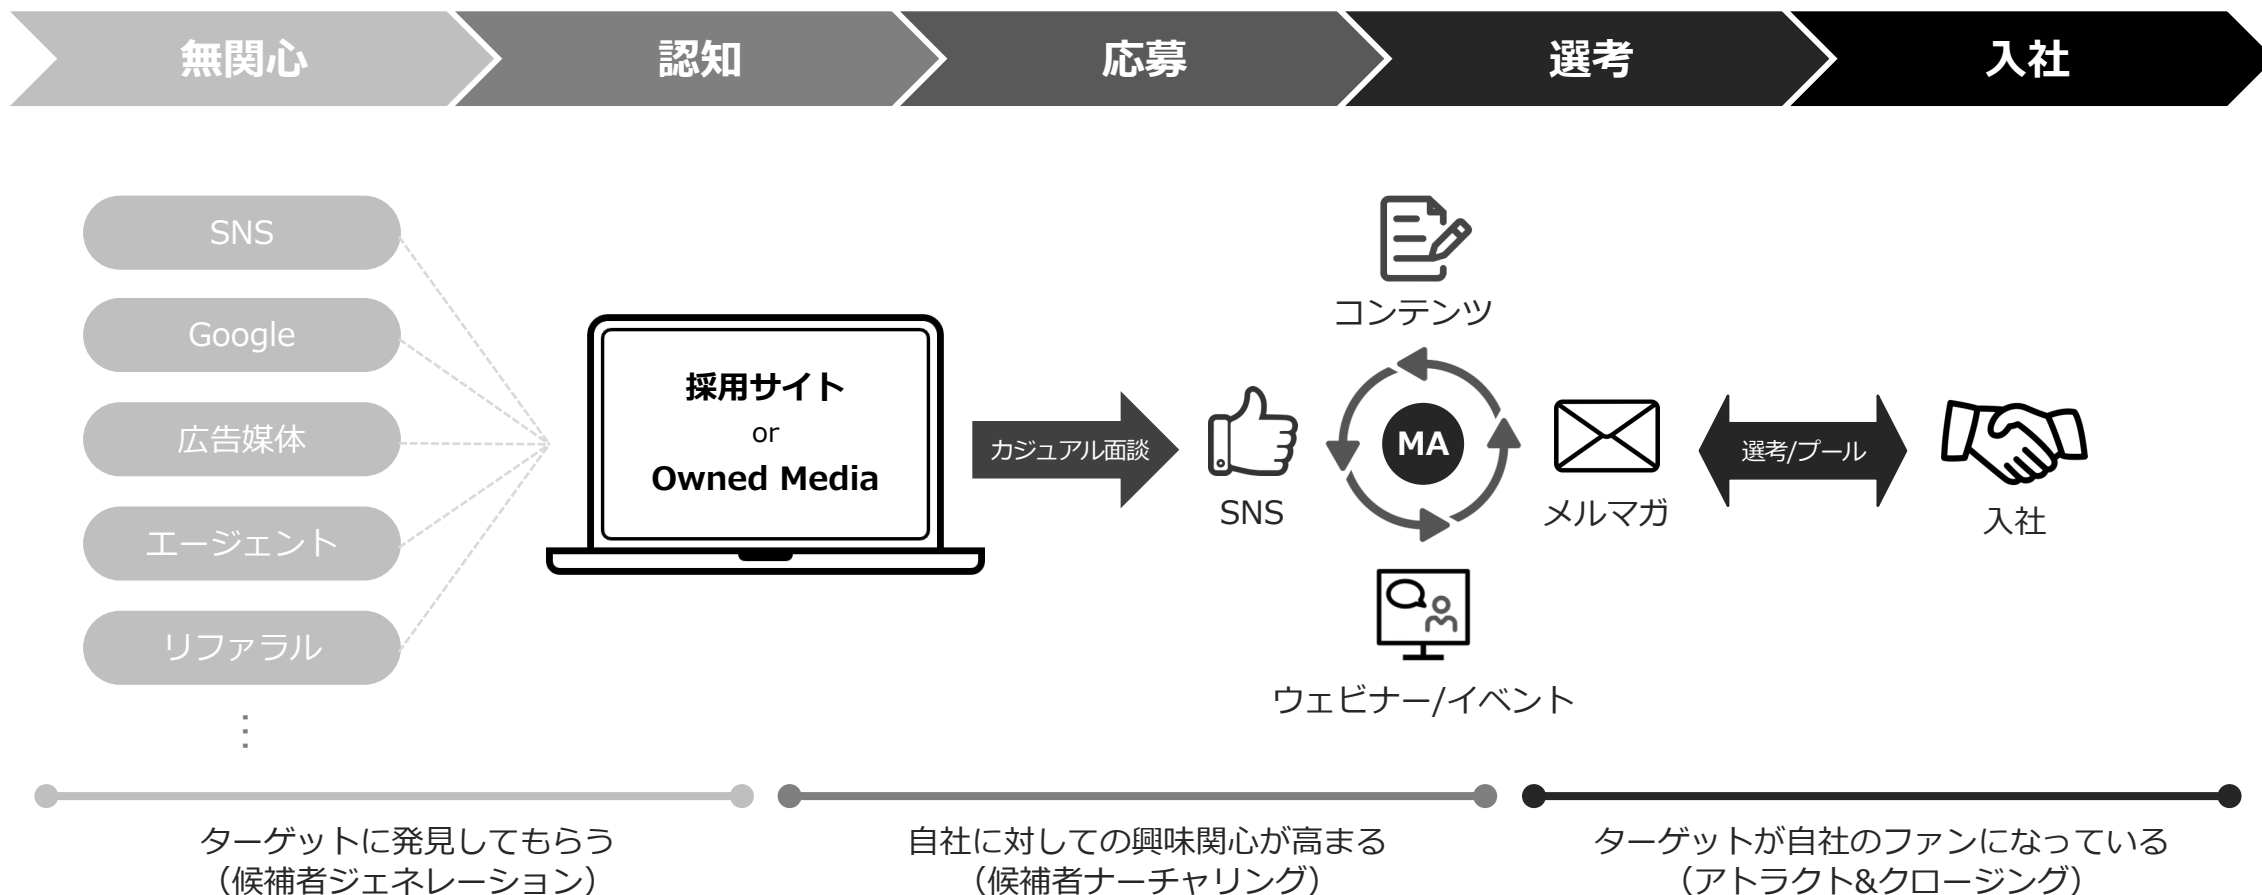 無関心
認知
応募
選考
入社
SNS
Google
広告媒体
エージェント
リファラル
⋮
採用サイト
or
Owned Media
カジュアル面談
SNS
コンテンツ
MA
メルマガ
ウェビナー/イベント
選考/プール
入社
ターゲットに発見してもらう
（候補者ジェネレーション）
自社に対しての興味関心が高まる
（候補者ナーチャリング）
ターゲットが自社のファンになっている
（アトラクト&クロージング）